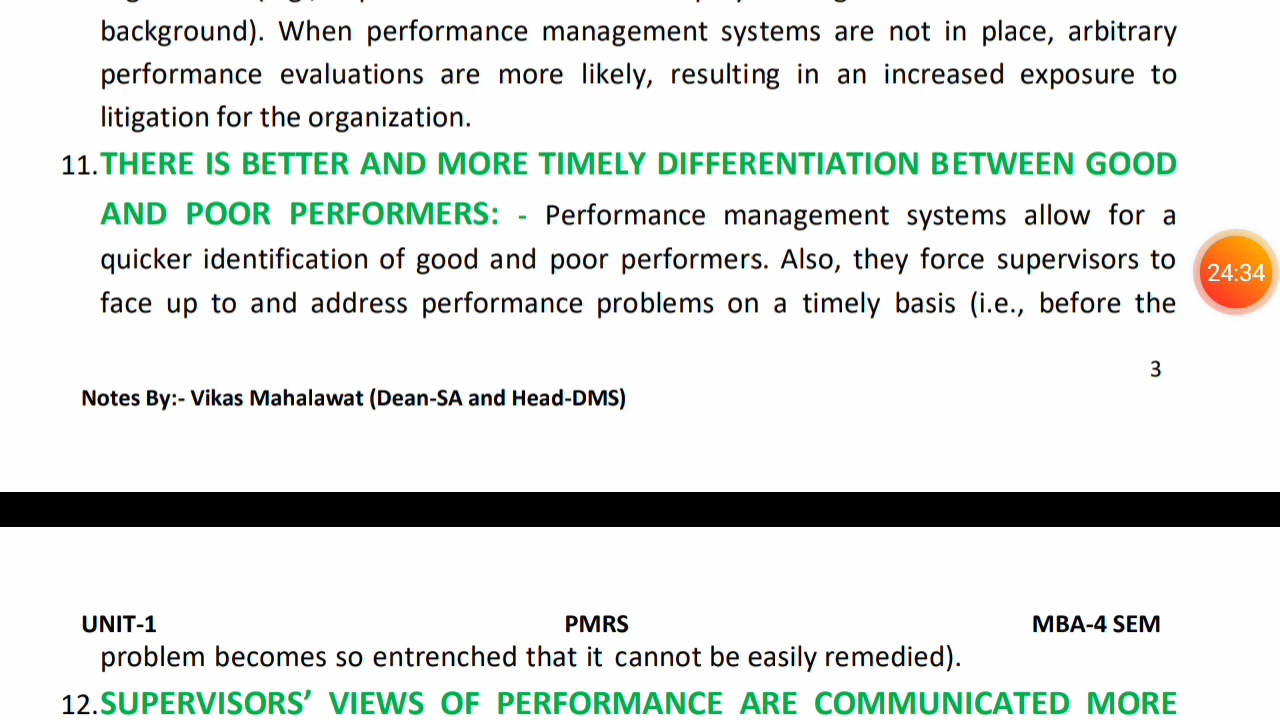 background). When performance management systems are not in place, arbitrary
performance evaluations are more likely, resulting in an increased exposure to
litigation for the organization.
11. THERE IS BETTER AND MORE TIMELY DIFFERENTIATION BETWEEN GOOD
AND POOR PERFORMERS: - Performance management systems allow for a
quicker identification of good and poor performers. Also, they force supervisors to
24:34
face up to and address performance problems on a timely basis (i.e., before the
3
Notes By:- Vikas Mahalawat (Dean-SA and Head-DMS)
UNIT-1 PMRS MBA-4 SEM
problem becomes so entrenched that it cannot be easily remedied).
12. SUPERVISORS’ VIEWS OF PERFORMANCE ARE COMMUNICATED MORE